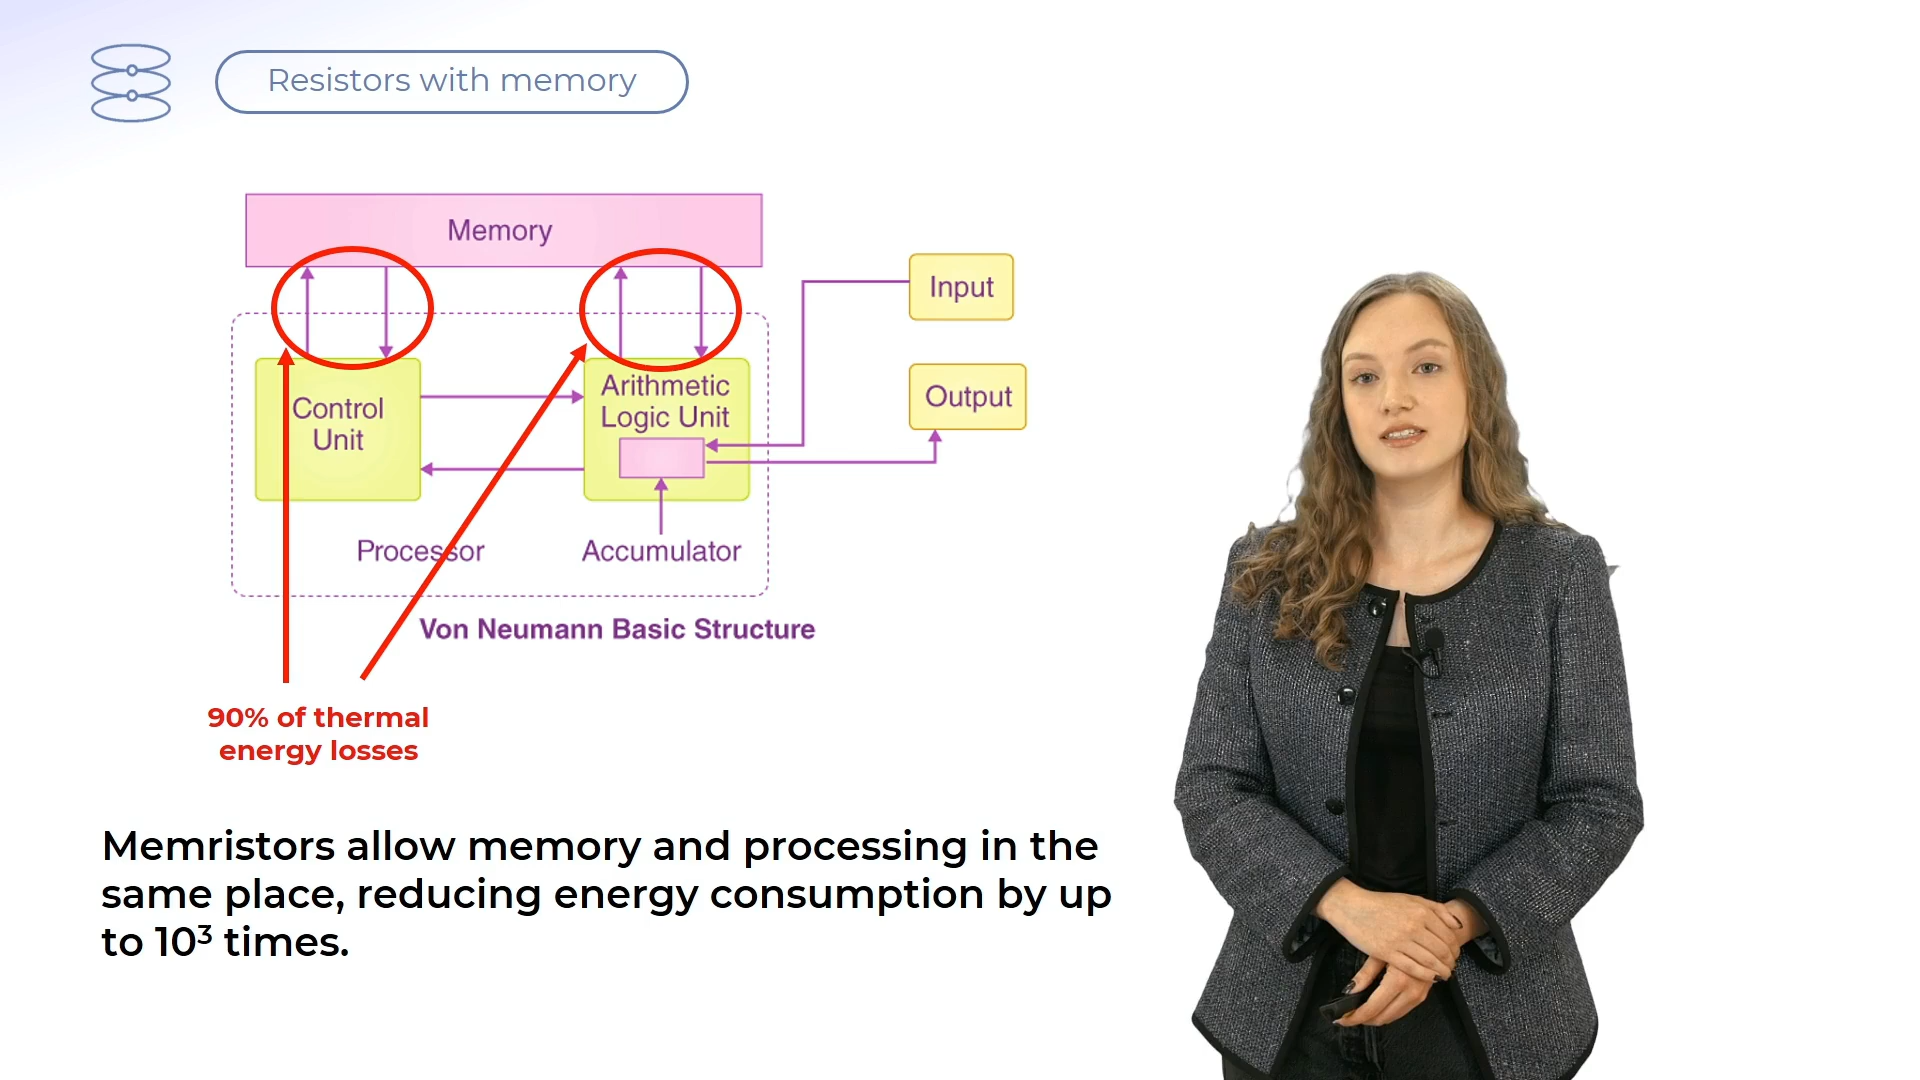 Resistors with memory
Memory
Input
Output
Control
Unit
Arithmetic
Logic Unit
Processor
Accumulator
Von Neumann Basic Structure
90% of thermal
energy losses
Memristors allow memory and processing in the
same place, reducing energy consumption by up
to 10³ times.